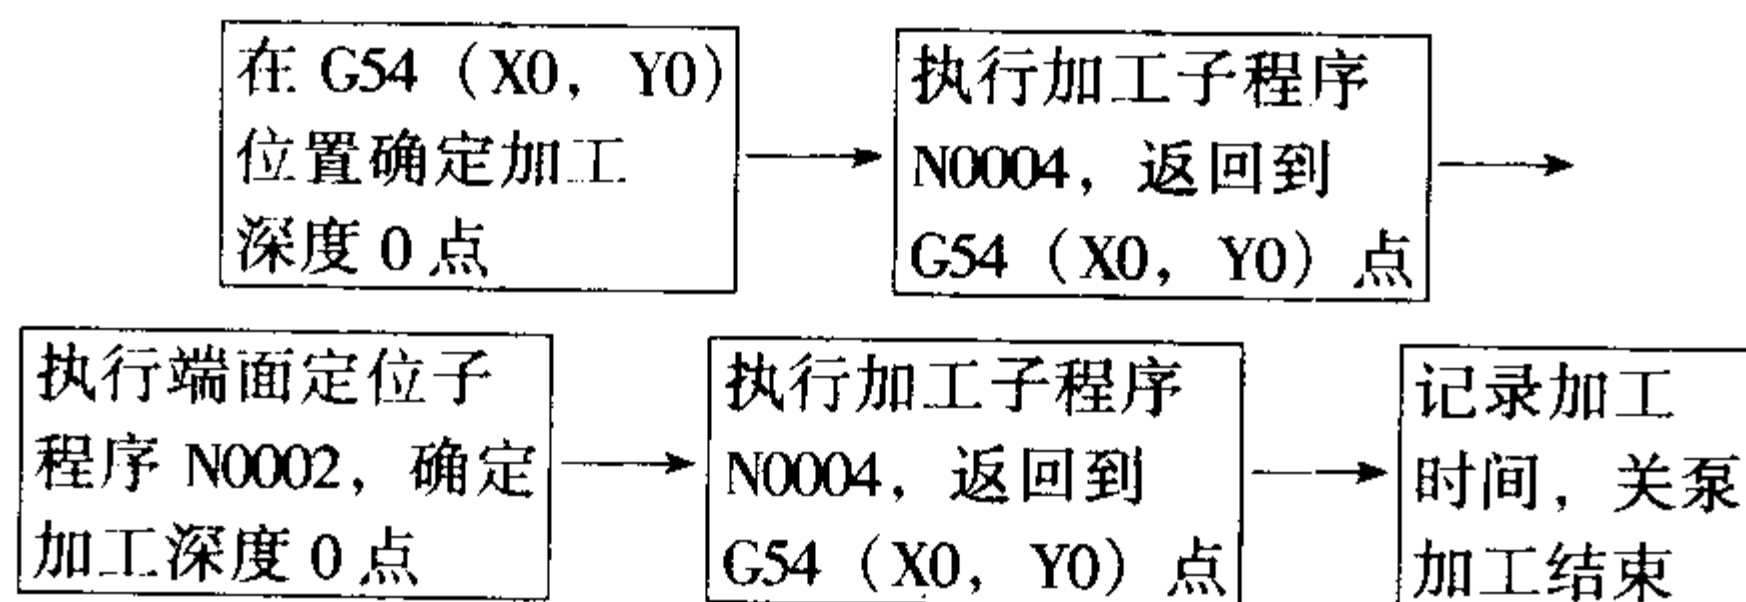 在 G54（X0，Y0）
位置确定加工
深度 0 点
执行加工子程序
N0004，返回到
G54（X0，Y0）点
执行端面定位子
程序 N0002，确定
加工深度 0 点
执行加工子程序
N0004，返回到
G54（X0，Y0）点
记录加工
时间，关泵
加工结束